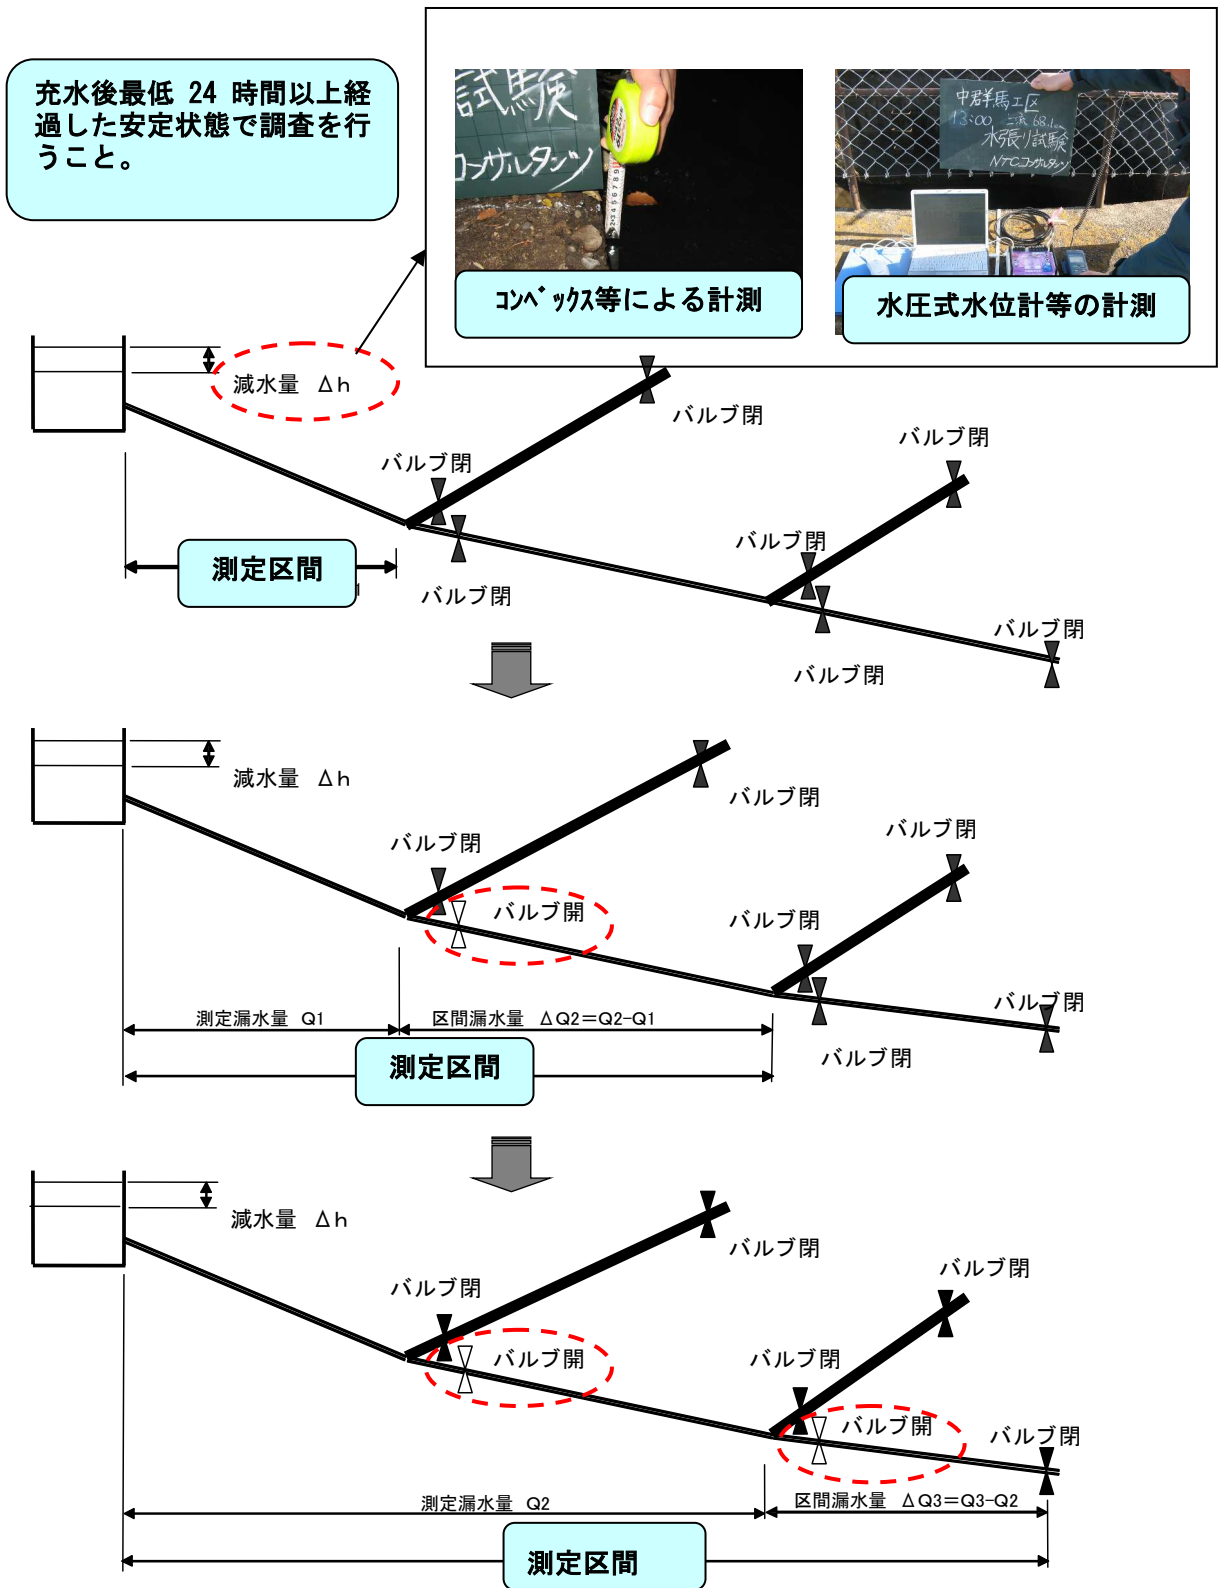 充水後最低 24 時間以上経
過した安定状態で調査を行
うこと。
試験
コンサルタンツ
中群馬工区
13:00
水張り試験
NTCコンサルタンツ
コンベックス等による計測
水圧式水位計等の計測
減水量 Δh
バルブ閉
バルブ閉
バルブ閉
バルブ閉
測定区間
バルブ閉
バルブ閉
バルブ閉
減水量 Δh
バルブ閉
バルブ閉
バルブ閉
バルブ開
バルブ閉
バルブ閉
測定漏水量 Q1
区間漏水量 ΔQ2=Q2-Q1
バルブ閉
測定区間
減水量 Δh
バルブ閉
バルブ閉
バルブ閉
バルブ開
バルブ閉
バルブ開
バルブ閉
測定漏水量 Q2
区間漏水量 ΔQ3=Q3-Q2
測定区間